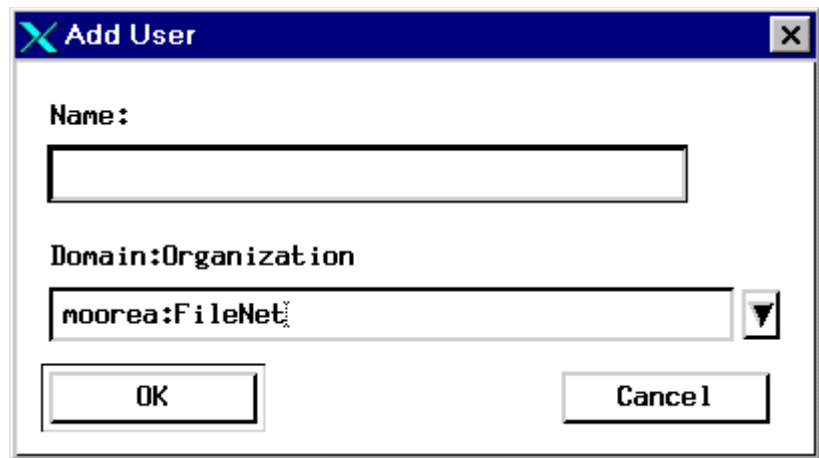 Add User
Name:
Domain:Organization
moorea:FileNet
OK
Cancel